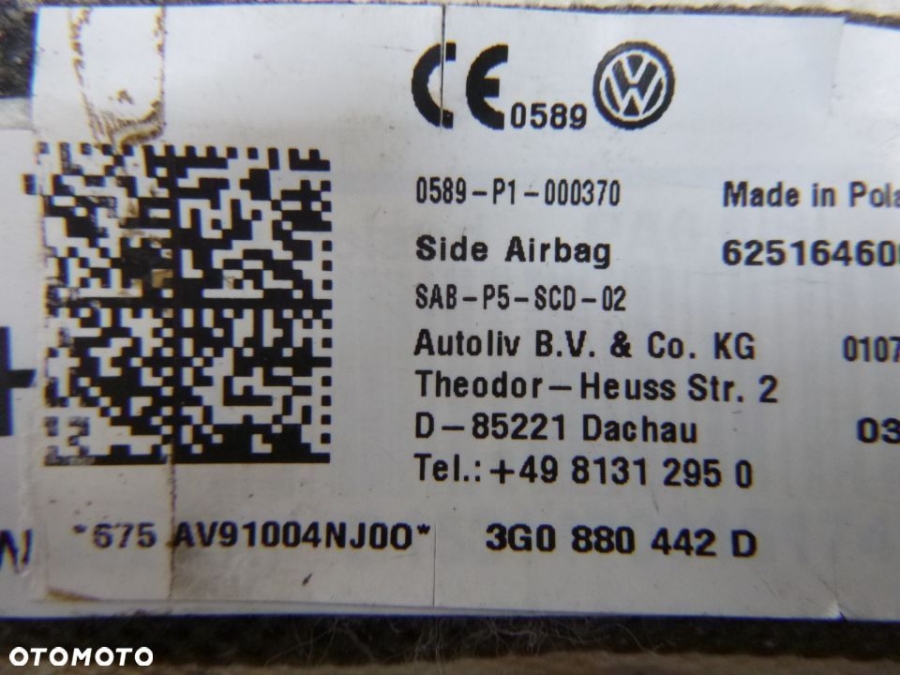 CE 0589 VW
0589-P1-000370 Made in
Side Airbag
SAB-P5-SCD-02
Autoliv B.V. & Co. KG 0107
Theodor-Heuss Str. 2
D-85221 Dachau 03
Tel.: +49 8131 295 0
*675 AV91004NJ00* 3G0 880 442 D
OTOMOTO